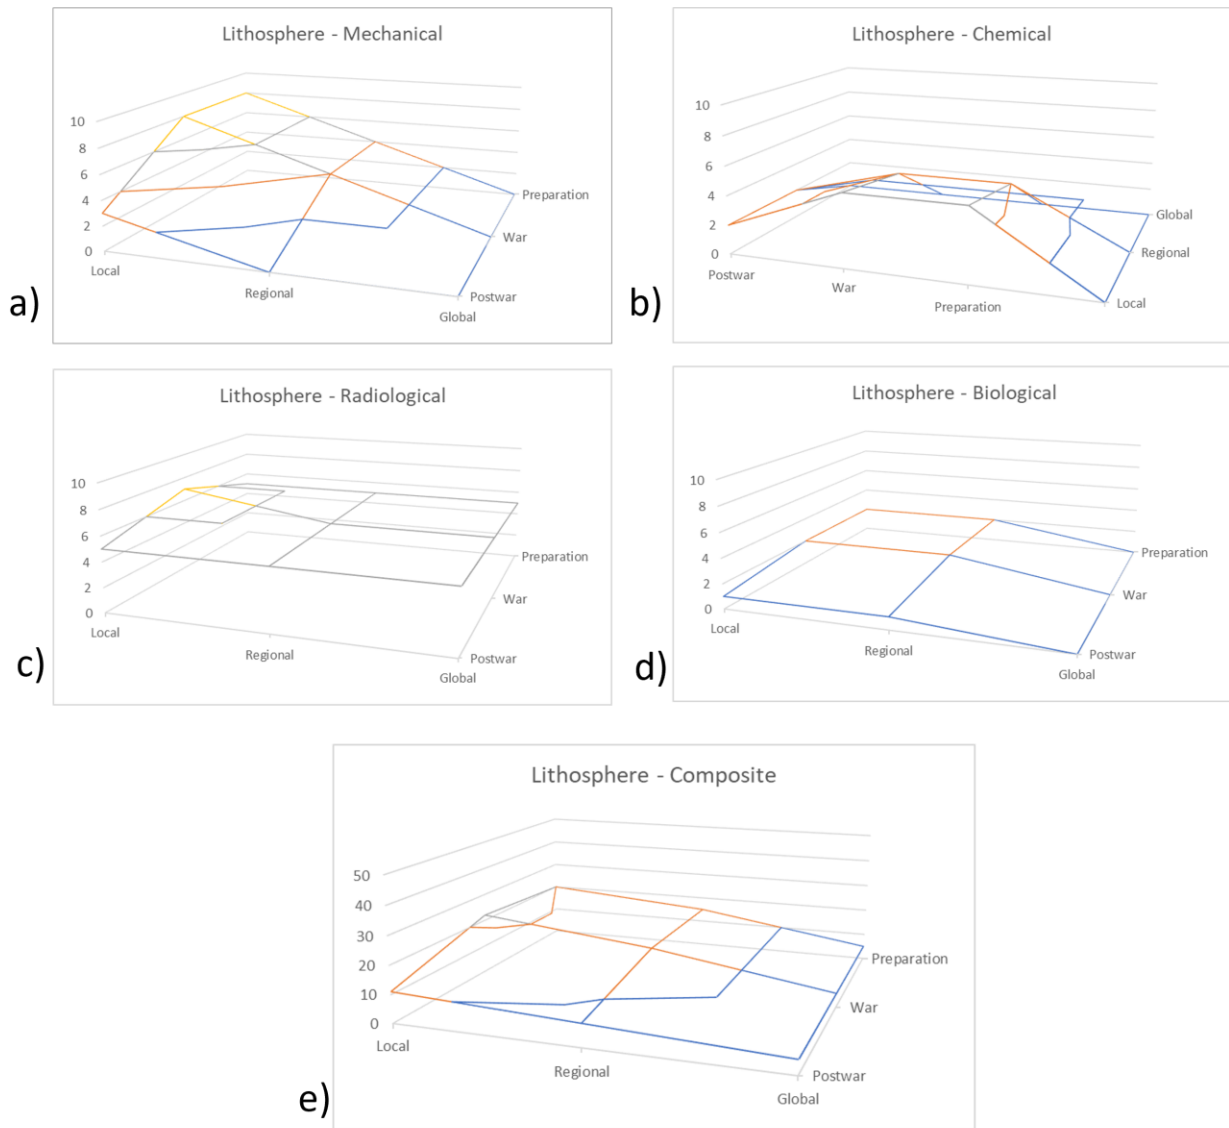 Lithosphere - Mechanical
10
8
6
4
2
0
Local
Regional
Global
Postwar
War
Preparation
a)
Lithosphere - Chemical
10
8
6
4
2
0
Postwar
War
Preparation
Local
Regional
Global
b)
Lithosphere - Radiological
10
8
6
4
2
0
Local
Regional
Global
Postwar
War
Preparation
c)
Lithosphere - Biological
10
8
6
4
2
0
Local
Regional
Global
Postwar
War
Preparation
d)
Lithosphere - Composite
50
40
30
20
10
0
Local
Regional
Global
Postwar
War
Preparation
e)